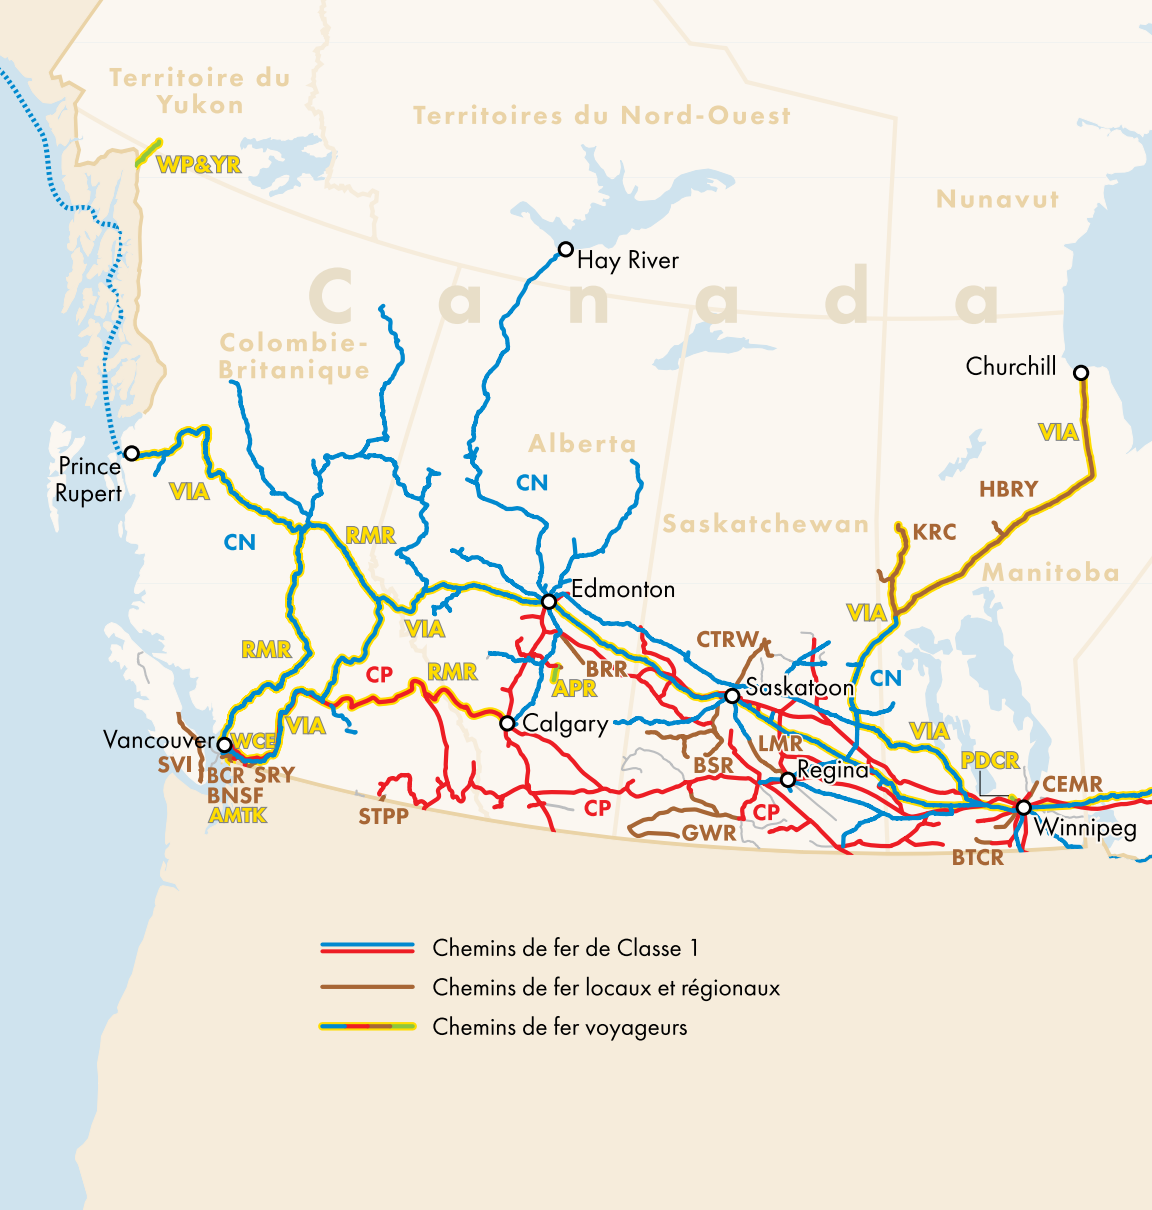 Territoire du
Yukon
Territoires du Nord-Ouest
WP&YR
Nunavut
Hay River
Canada
Colombie-
Britanique
Churchill
VIA
Alberta
Prince
Rupert
VIA
CN
HBRY
Saskatchewan
KRC
CN
RMR
Manitoba
Edmonton
VIA
VIA
CTRW
RMR
CP
RMR
BRR
APR
Saskatoon
CN
VIA
Calgary
VIA
Vancouver
WCE
LMR
PDCR
SVI
BCR SRY
BSR
Regina
CEMR
BNSF
AMTK
STPP
CP
CP
GWR
Winnipeg
BTCR
Chemins de fer de Classe 1
Chemins de fer locaux et régionaux
Chemins de fer voyageurs